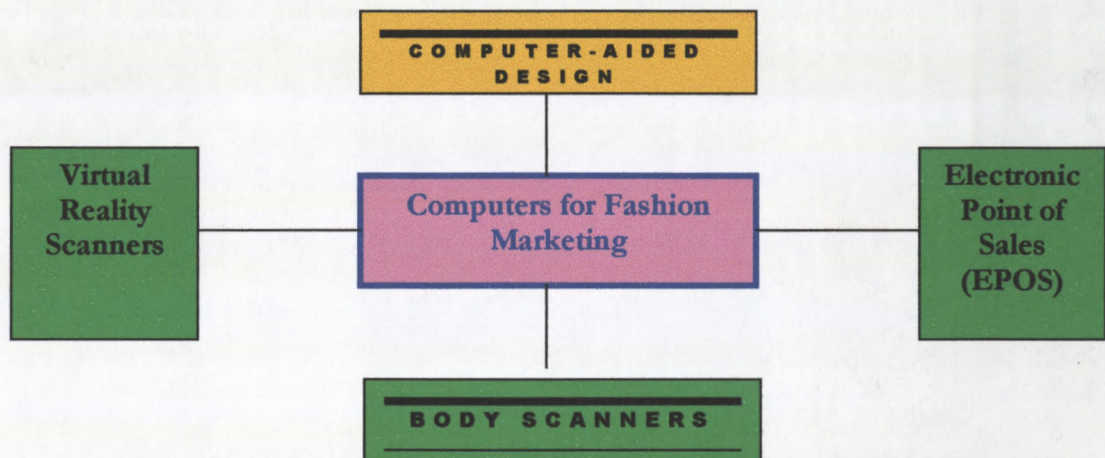 COMPUTER-AIDED
DESIGN
Virtual
Reality
Scanners
Computers for Fashion
Marketing
Electronic
Point of
Sales
(EPOS)
BODY SCANNERS